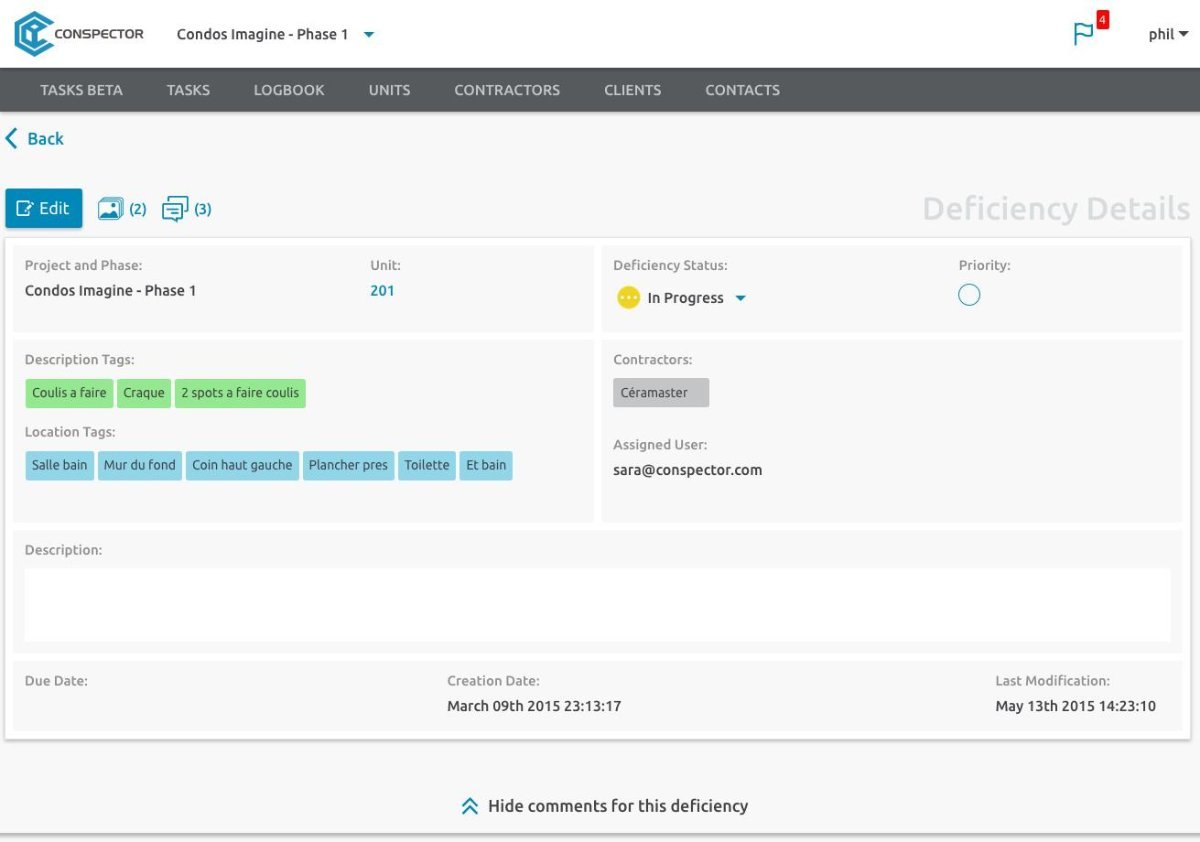 CONSPECTOR Condos Imagine - Phase 1 4 phil
TASKS BETA TASKS LOGBOOK UNITS CONTRACTORS CLIENTS CONTACTS
Back
Edit (2) (3) Deficiency Details
Project and Phase: Unit: Deficiency Status: Priority:
Condos Imagine - Phase 1 201 In Progress
Description Tags: Contractors:
Coulis a faire Craque 2 spots a faire coulis Céramaster
Location Tags: Assigned User:
Salle bain Mur du fond Coin haut gauche Plancher pres Toilette Et bain sara@conspector.com
Description:
Due Date: Creation Date: Last Modification:
March 09th 2015 23:13:17 May 13th 2015 14:23:10
Hide comments for this deficiency